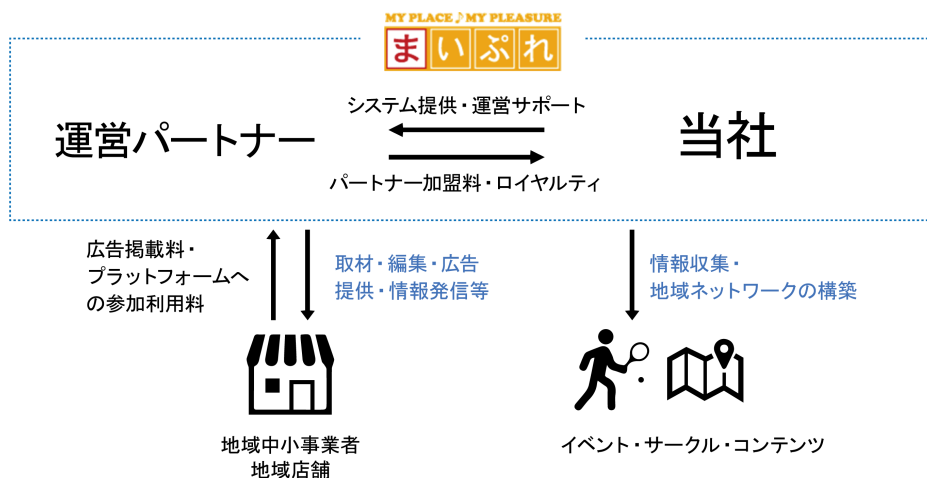 MY PLACE♪MY PLEASURE
まいぷれ
運営パートナー
システム提供・運営サポート
パートナー加盟料・ロイヤルティ
当社
広告掲載料・
プラットフォームへ
の参加利用料
取材・編集・広告
提供・情報発信等
情報収集・
地域ネットワークの構築
地域中小事業者
地域店舗
イベント・サークル・コンテンツ